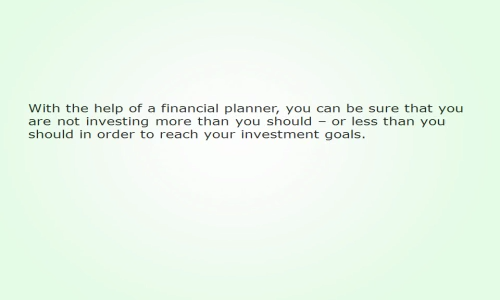 With the help of a financial planner, you can be sure that you
are not investing more than you should – or less than you
should in order to reach your investment goals.